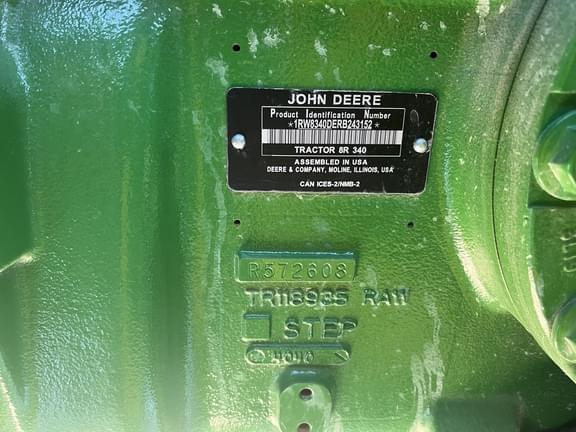 JOHN DEERE
Product Identification Number
*1RW8340DERB243152*
TRACTOR 8R 340
ASSEMBLED IN USA
DEERE & COMPANY, MOLINE, ILLINOIS, USA
CAN ICES-2/NMB-2
R572608
TR118935 RAW
STEP
4040